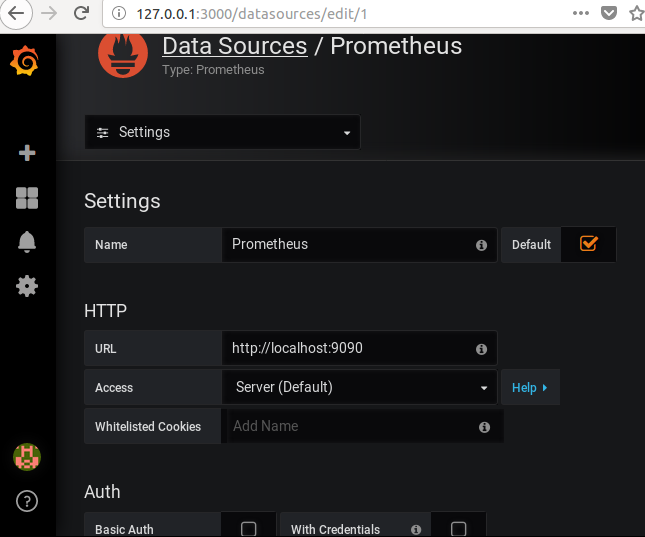 127.0.0.1:3000/datasources/edit/1
Data Sources / Prometheus
Type: Prometheus
Settings
Settings
Name Prometheus Default
HTTP
URL http://localhost:9090
Access Server (Default) Help
Whitelisted Cookies Add Name
Auth
Basic Auth With Credentials